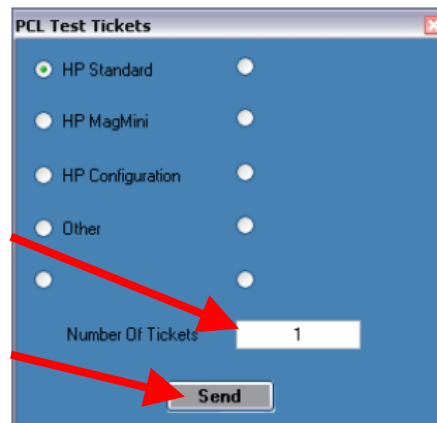 PCL Test Tickets
HP Standard
HP MagMini
HP Configuration
Other
Number Of Tickets 1
Send